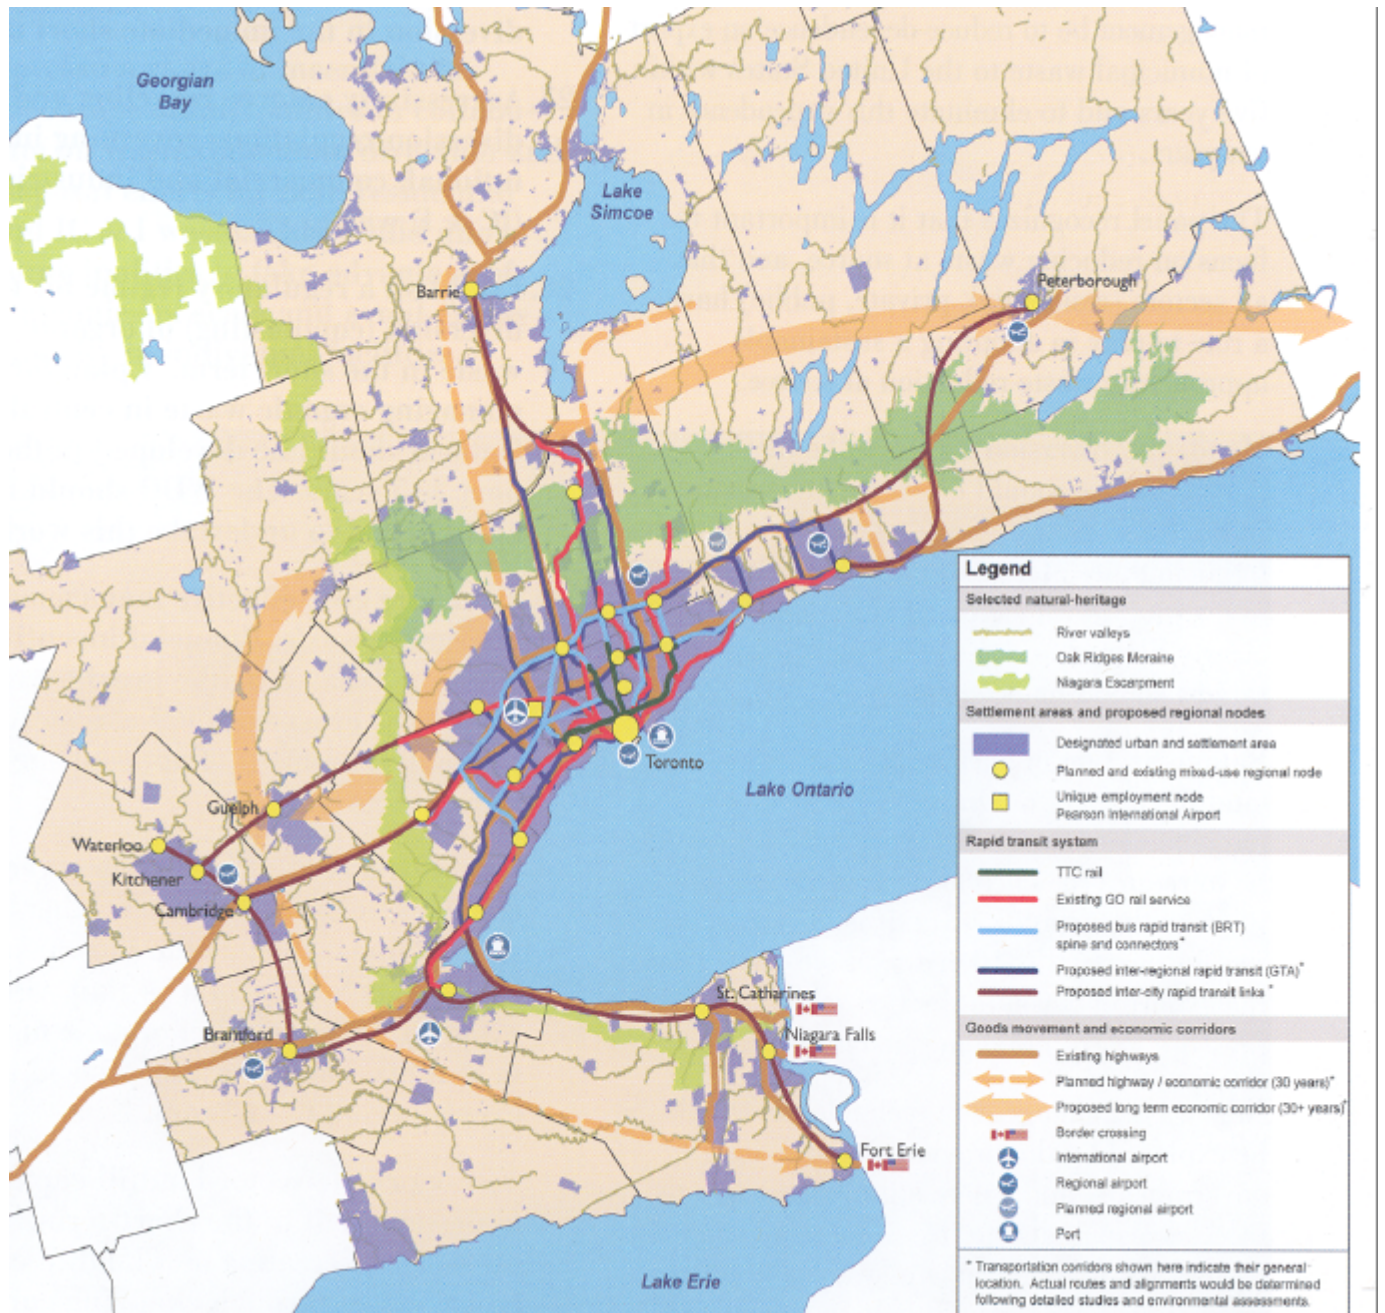 Georgian
Bay
Lake
Simcoe
Barrie
Peterborough
Guelph
Waterloo
Kitchener
Cambridge
Brantford
Toronto
Lake Ontario
St. Catharines
Niagara Falls
Fort Erie
Lake Erie
Legend
Selected natural-heritage
River valleys
Oak Ridges Moraine
Niagara Escarpment
Settlement areas and proposed regional nodes
Designated urban and settlement area
Planned and existing mixed-use regional node
Unique employment node
Pearson International Airport
Rapid transit system
TTC rail
Existing GO rail service
Proposed bus rapid transit (BRT)
spine and connectors*
Proposed inter-regional rapid transit (GTA)*
Proposed inter-city rapid transit links *
Goods movement and economic corridors
Existing highways
Planned highway / economic corridor (30 years)*
Proposed long term economic corridor (30+ years)*
Border crossing
International airport
Regional airport
Planned regional airport
Port
* Transportation corridors shown here indicate their general
location. Actual routes and alignments would be determined
following detailed studies and environmental assessments.